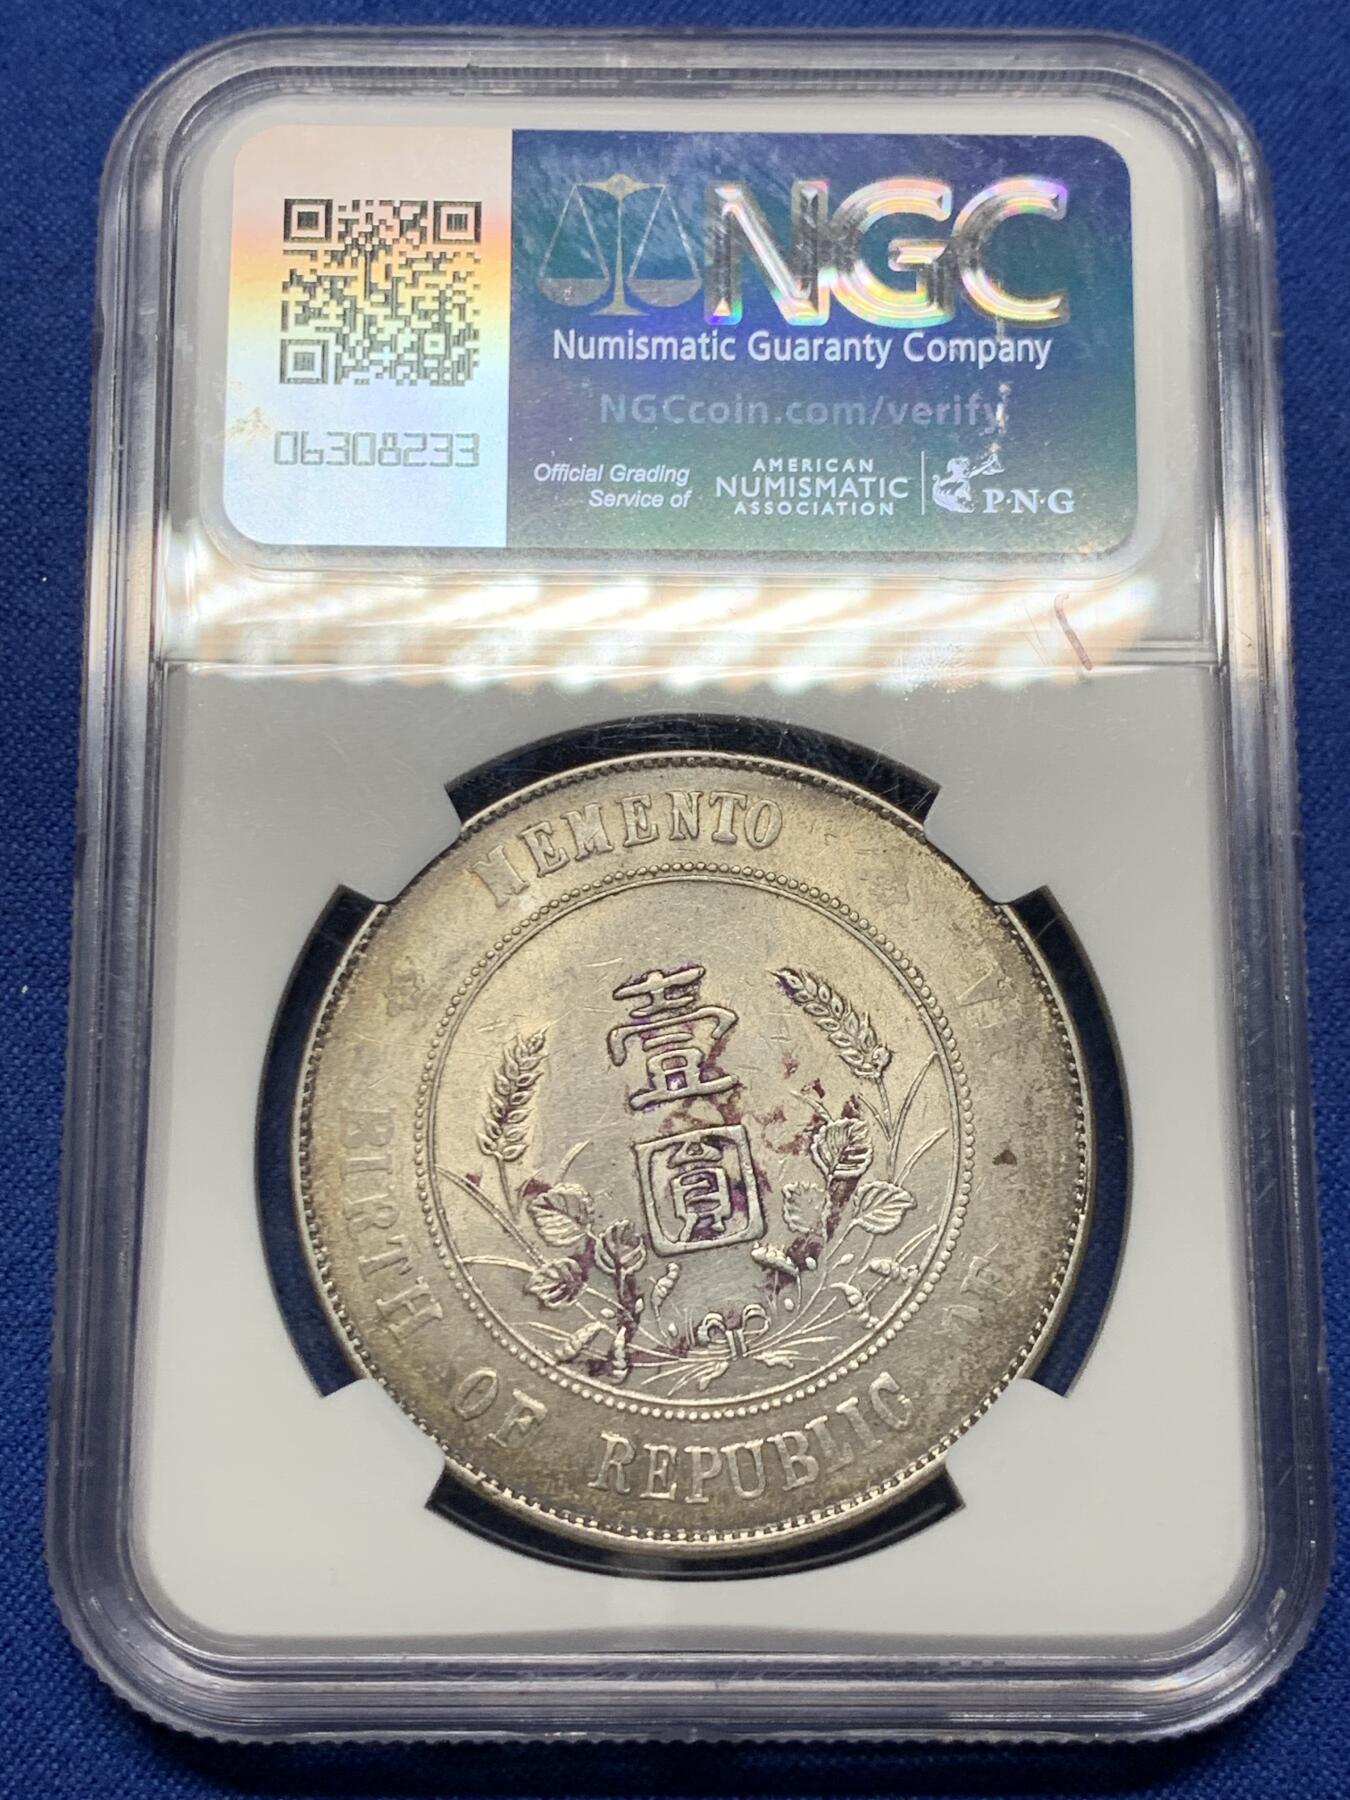 NGC
Numismatic Guaranty Company
NGCcoin.com/verify
06308233
Official Grading
Service of
AMERICAN
NUMISMATIC
ASSOCIATION
P·N·G
MEMENTO
壹
圓
BIRTH OF REPUBLIC OF